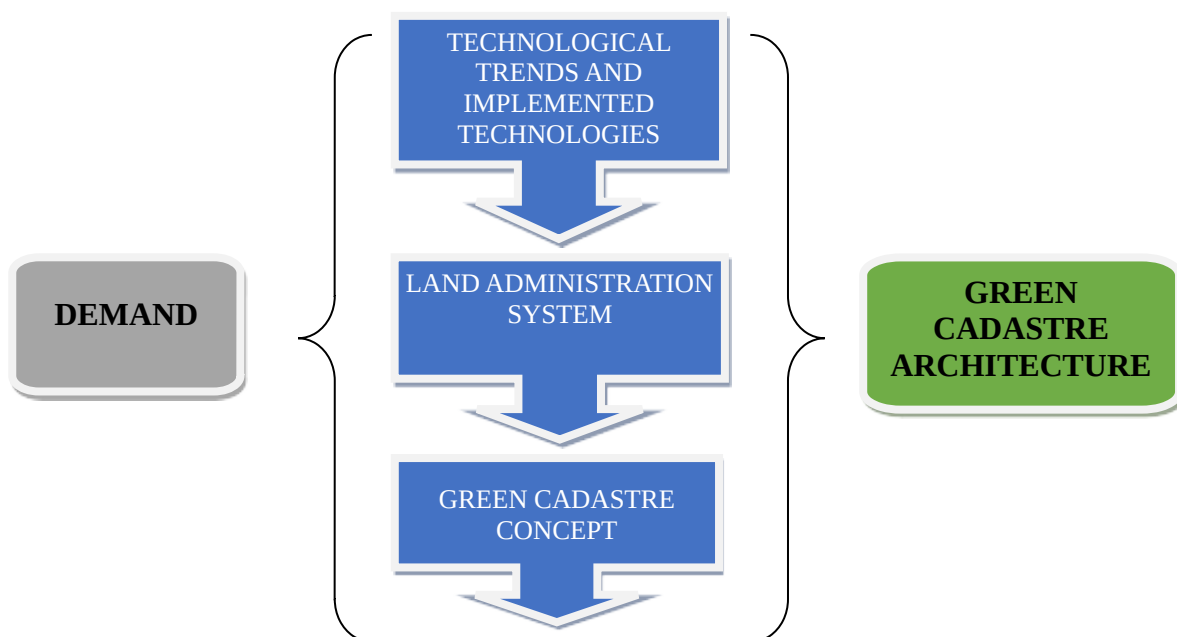 TECHNOLOGICAL
TRENDS AND
IMPLEMENTED
TECHNOLOGIES
DEMAND
LAND ADMINISTRATION
SYSTEM
GREEN
CADASTRE
ARCHITECTURE
GREEN CADASTRE
CONCEPT